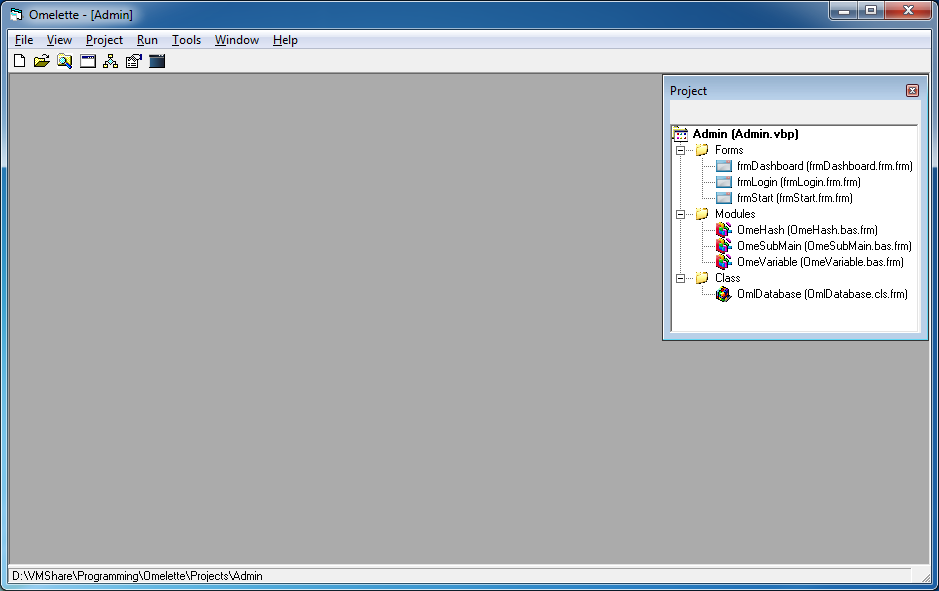 Omelette - [Admin]
File View Project Run Tools Window Help
Project
Admin (Admin.vbp)
Forms
frmDashboard (frmDashboard.frm.frm)
frmLogin (frmLogin.frm.frm)
frmStart (frmStart.frm.frm)
Modules
OmeHash (OmeHash.bas.frm)
OmeSubMain (OmeSubMain.bas.frm)
OmeVariable (OmeVariable.bas.frm)
Class
OmlDatabase (OmlDatabase.cls.frm)
D:\VMShare\Programming\Omelette\Projects\Admin